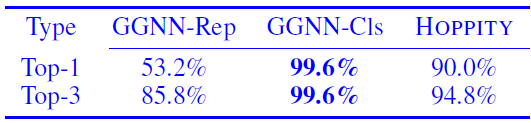 Type GGNN-Rep GGNN-Cls HOPPITY
Top-1 53.2% 99.6% 90.0%
Top-3 85.8% 99.6% 94.8%